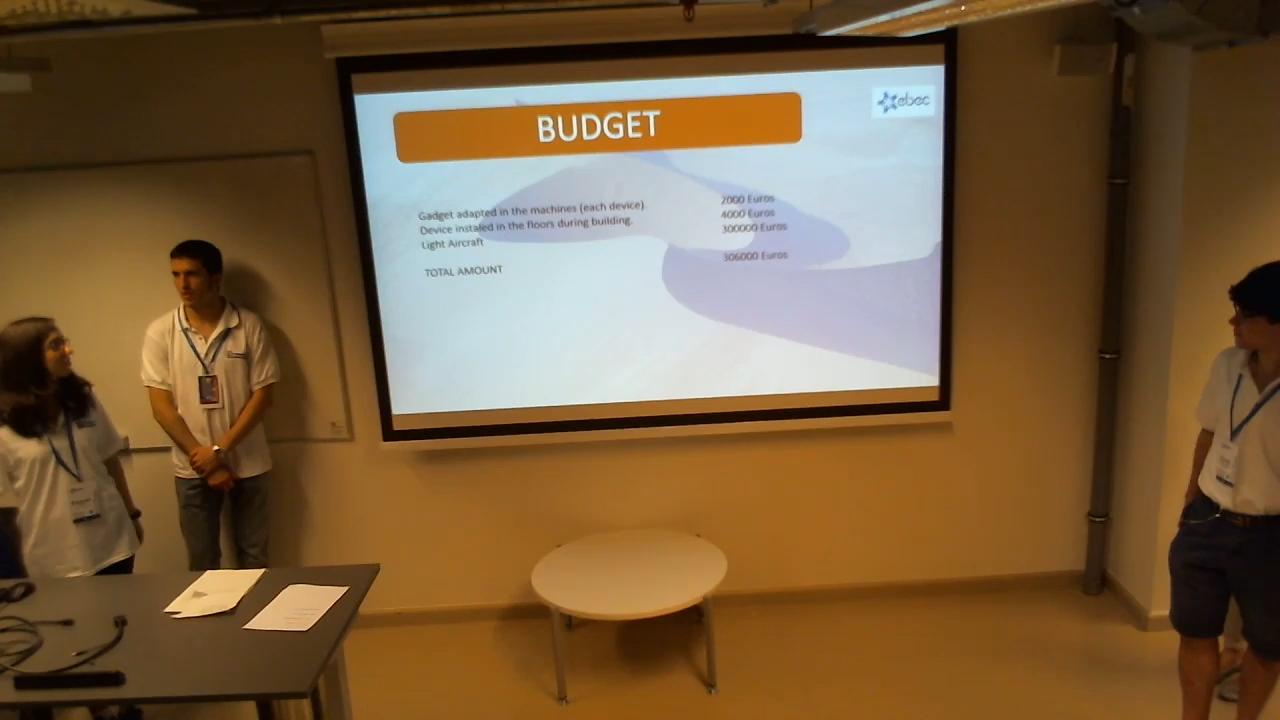 BUDGET
ebec
Gadget adapted in the machines (each device). 2000 Euros
Device instaled in the floors during building. 4000 Euros
Light Aircraft 300000 Euros
TOTAL AMOUNT 306000 Euros